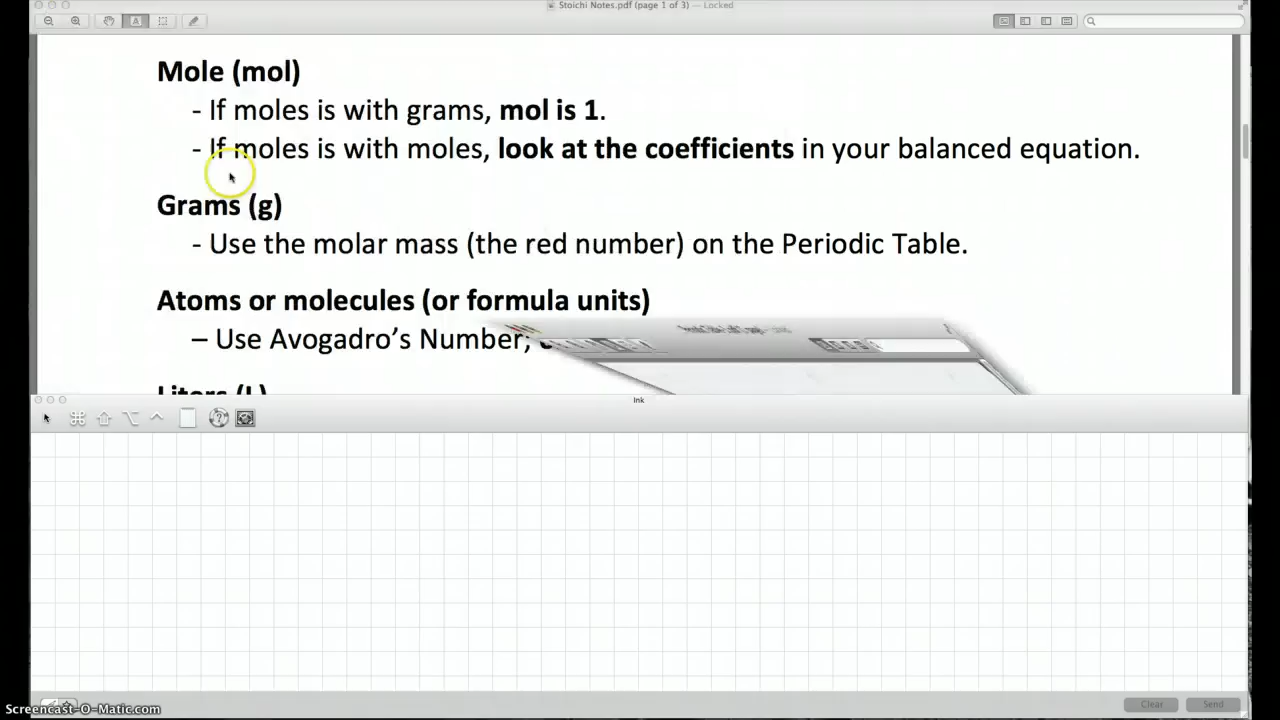 Stoichi Notes.pdf (page 1 of 3) — Locked
Mole (mol)
- If moles is with grams, mol is 1.
- If moles is with moles, look at the coefficients in your balanced equation.
Grams (g)
- Use the molar mass (the red number) on the Periodic Table.
Atoms or molecules (or formula units)
– Use Avogadro’s Number;
Liters (L)
Ink
Clear Send
Screencast-O-Matic.com